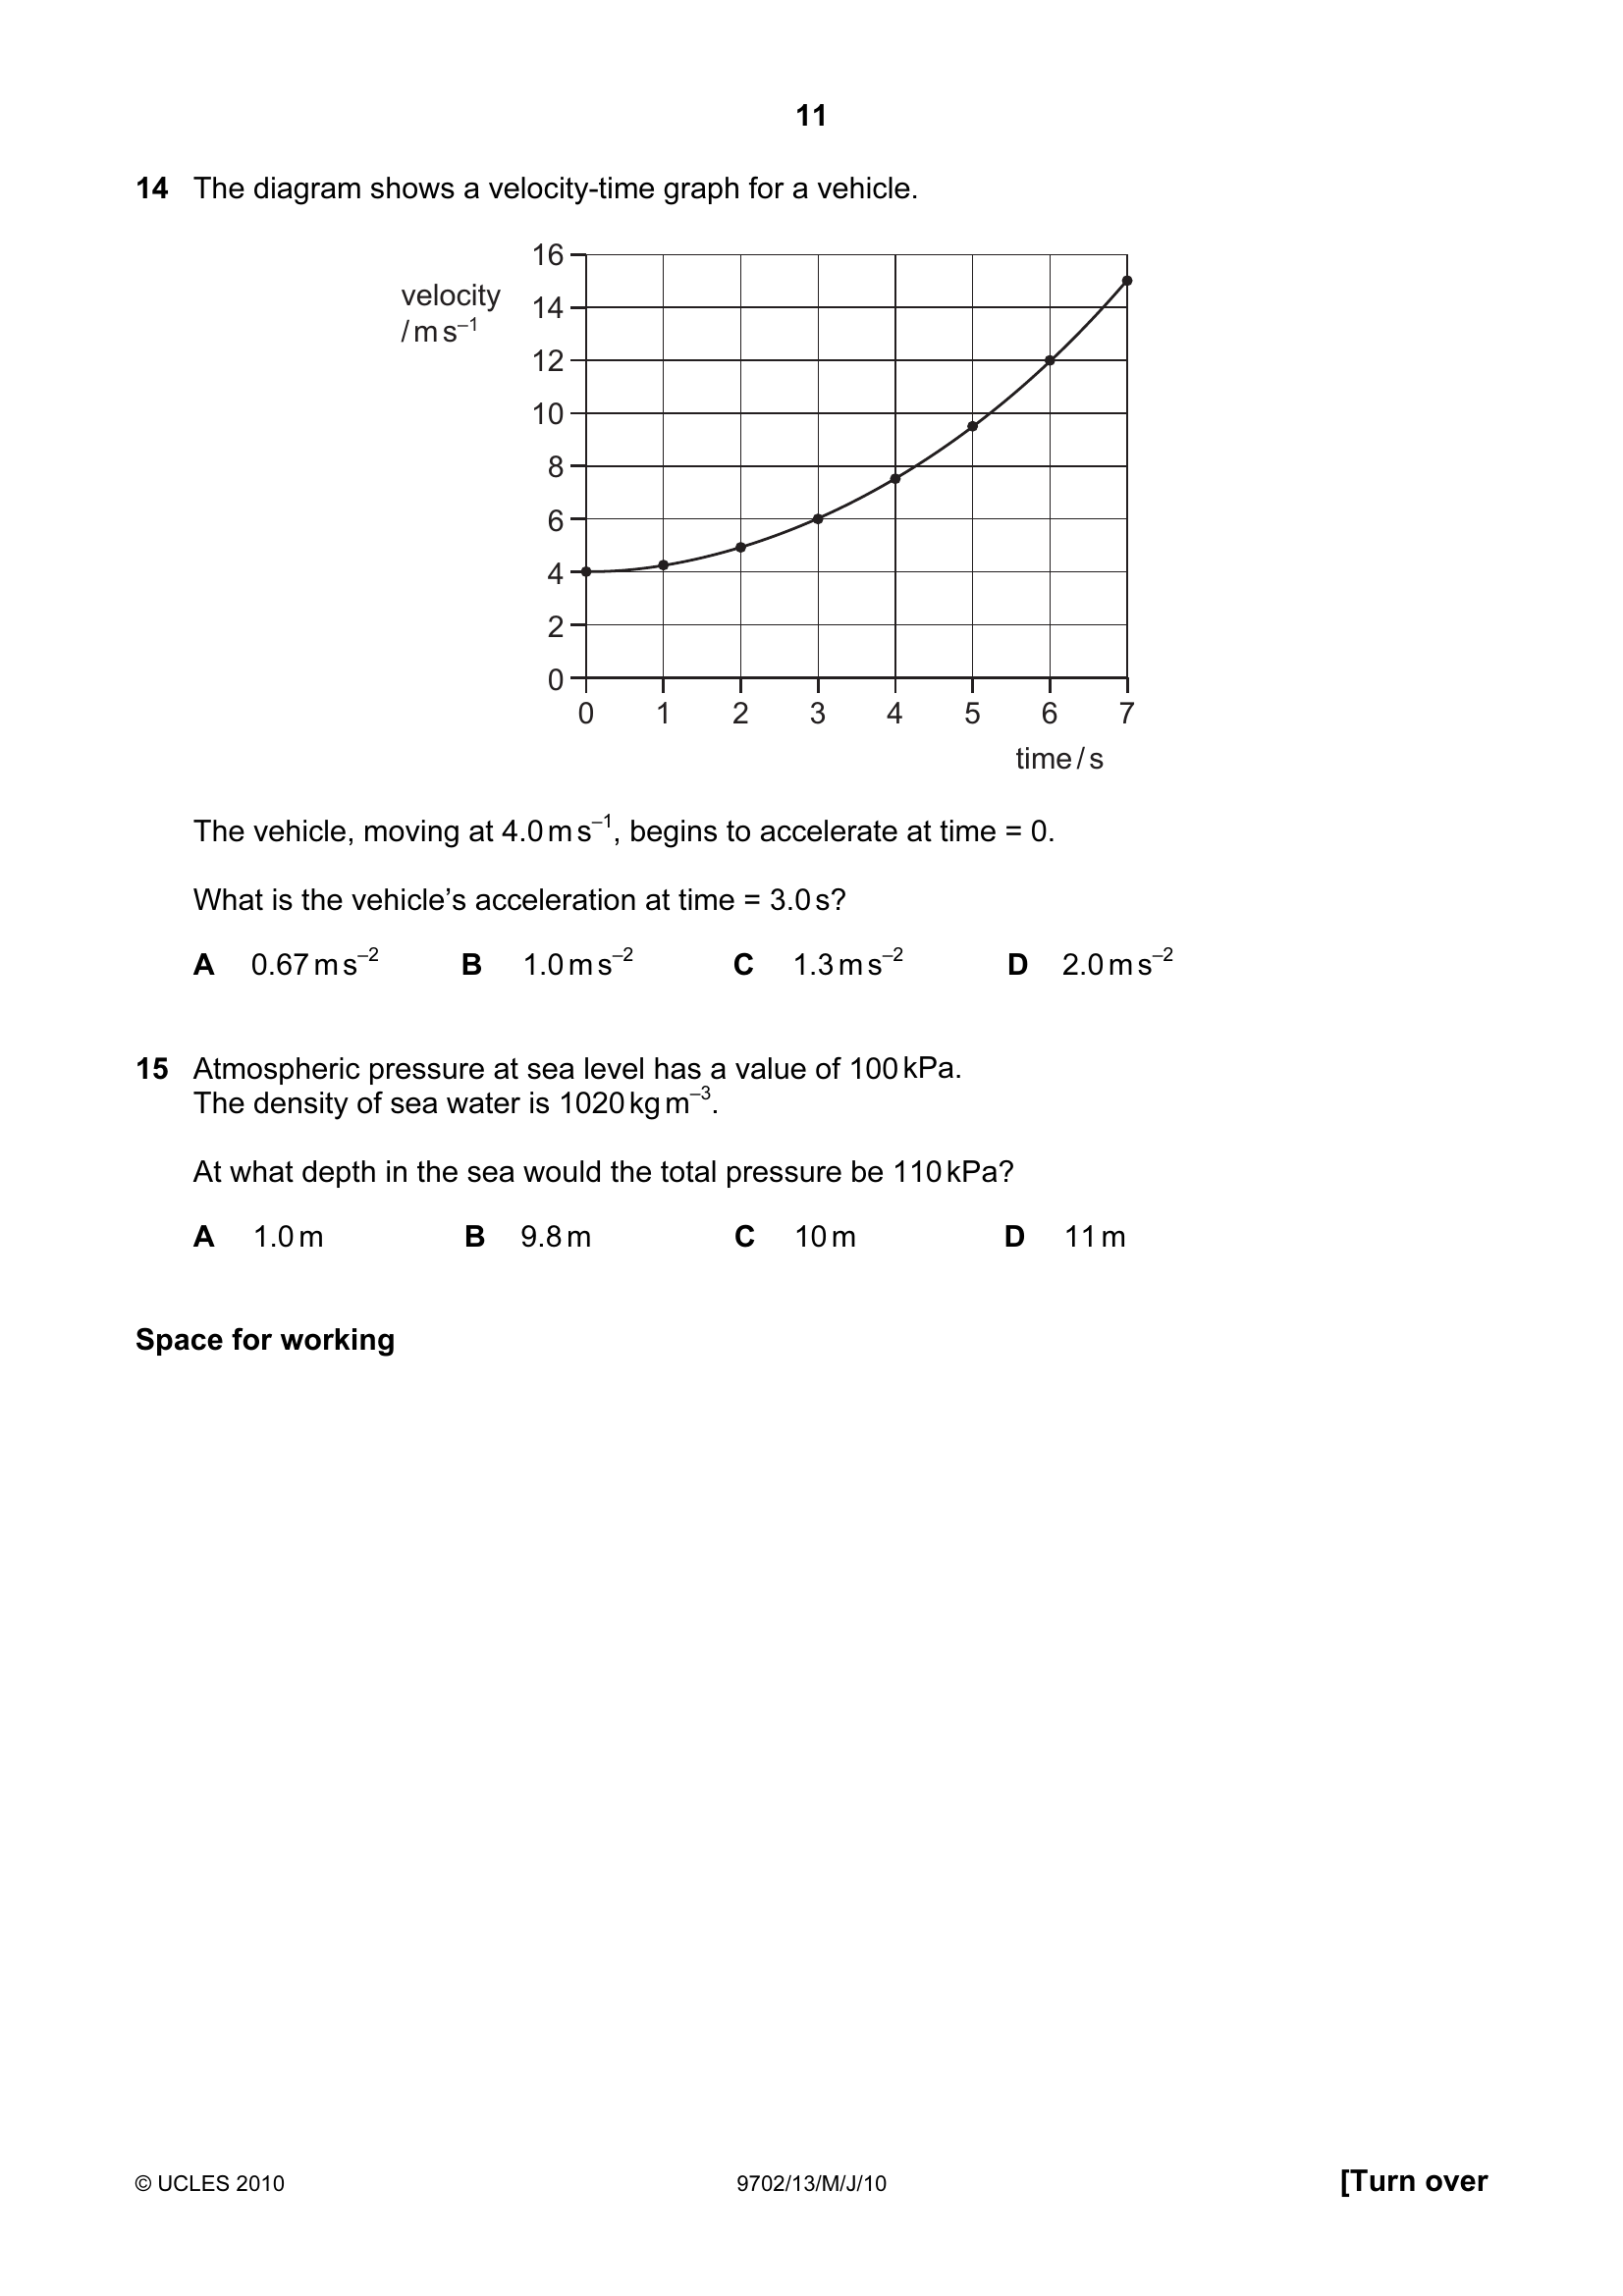 11
14 The diagram shows a velocity-time graph for a vehicle.
16
velocity
14
/ m s–1
12
10
8
6
4
2
0
0 1 2 3 4 5 6 7
time / s
The vehicle, moving at 4.0 m s–1, begins to accelerate at time = 0.
What is the vehicle’s acceleration at time = 3.0 s?
A 0.67 m s–2 B 1.0 m s–2 C 1.3 m s–2 D 2.0 m s–2
15 Atmospheric pressure at sea level has a value of 100 kPa.
The density of sea water is 1020 kg m–3.
At what depth in the sea would the total pressure be 110 kPa?
A 1.0 m B 9.8 m C 10 m D 11 m
Space for working
© UCLES 2010 9702/13/M/J/10 [Turn over